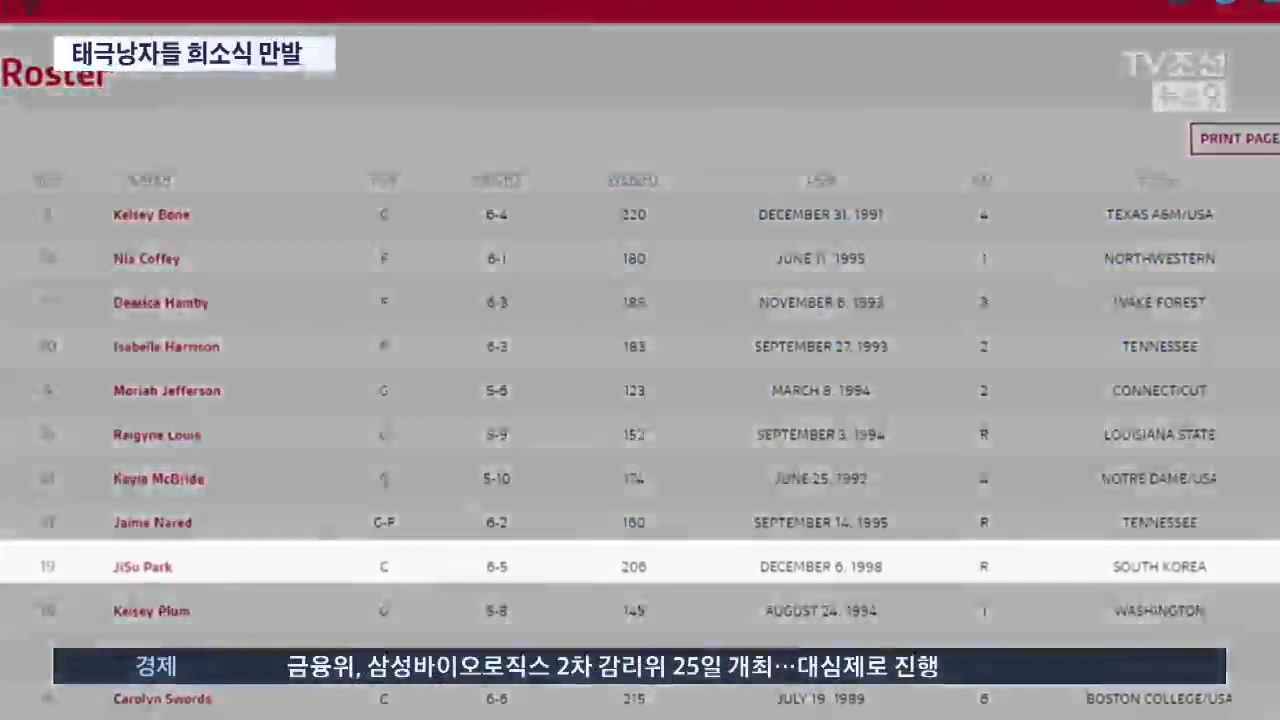 태극낭자들 희소식 만발
Roster
TV조선
뉴스9
PRINT PAGE
Kelsey Bone C 6-4 220 DECEMBER 31, 1991 4 TEXAS A&M/USA
Nia Coffey F 6-1 180 JUNE 11, 1995 1 NORTHWESTERN
Dearica Hamby F 6-3 189 NOVEMBER 6, 1993 3 WAKE FOREST
Isabelle Harrison F 6-3 183 SEPTEMBER 27, 1993 2 TENNESSEE
Moriah Jefferson G 5-6 123 MARCH 8, 1994 2 CONNECTICUT
Raigyne Louis 5-9 152 SEPTEMBER 3, 1994 R LOUISIANA STATE
Kayla McBride G 5-10 174 JUNE 25, 1992 4 NOTRE DAME/USA
Jaime Nared G-F 6-2 160 SEPTEMBER 14, 1995 R TENNESSEE
19 JiSu Park C 6-5 206 DECEMBER 6, 1998 R SOUTH KOREA
Kelsey Plum G 5-8 145 AUGUST 24, 1994 1 WASHINGTON
경제 금융위, 삼성바이오로직스 2차 감리위 25일 개최…대심제로 진행
Carolyn Swords C 6-6 215 JULY 19, 1989 6 BOSTON COLLEGE/USA